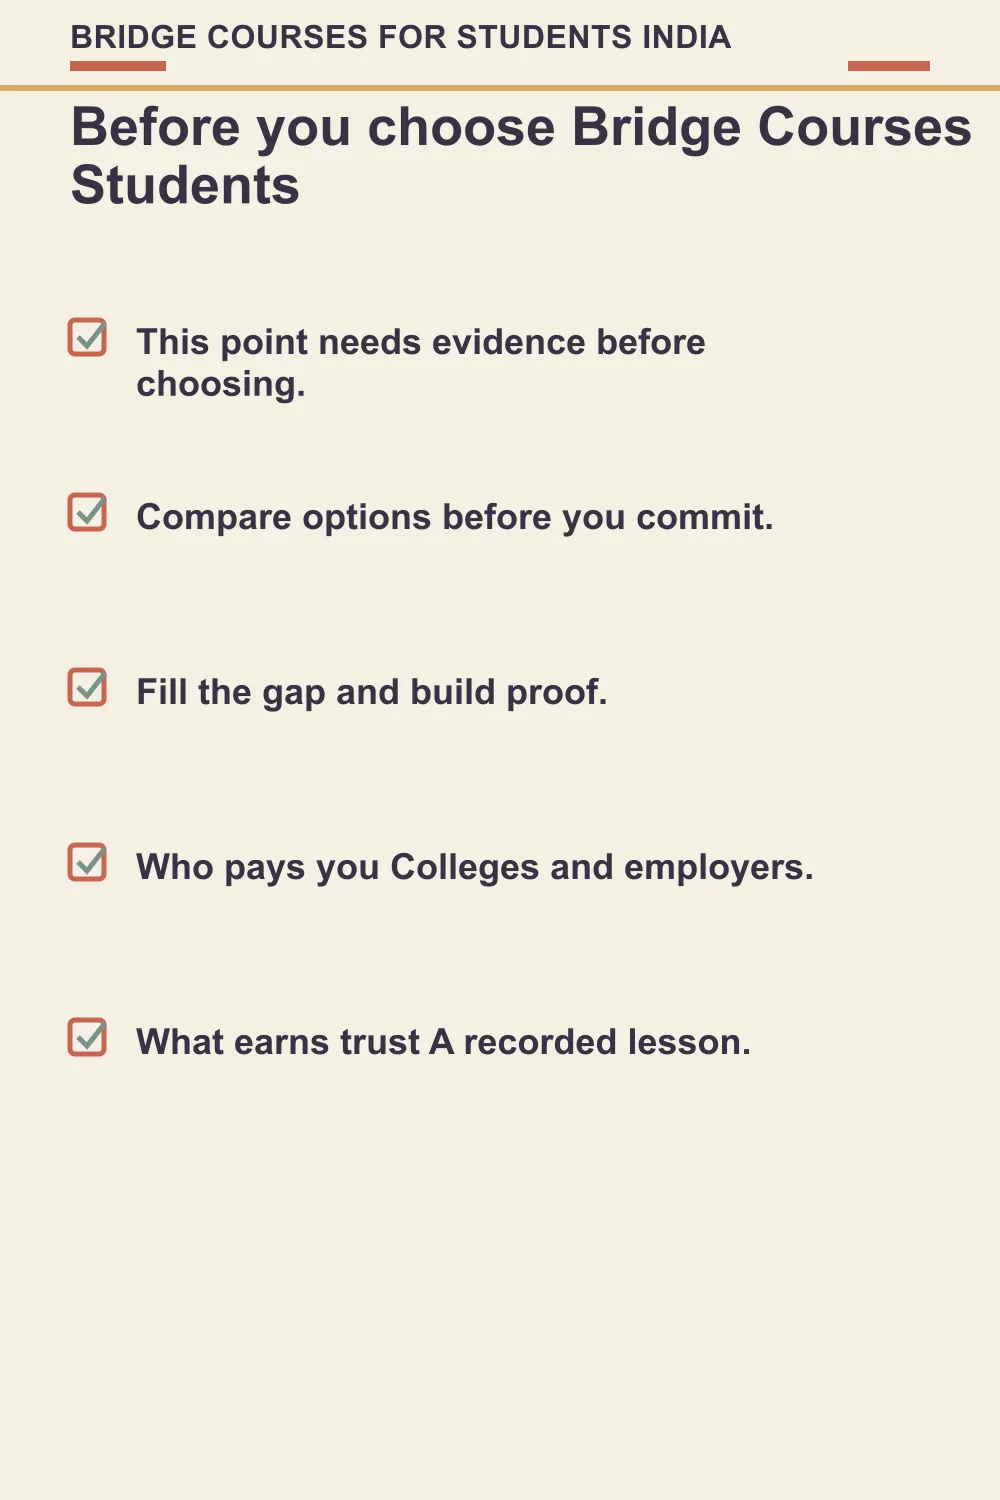 BRIDGE COURSES FOR STUDENTS INDIA
Before you choose Bridge Courses
Students
This point needs evidence before
choosing.
Compare options before you commit.
Fill the gap and build proof.
Who pays you Colleges and employers.
What earns trust A recorded lesson.